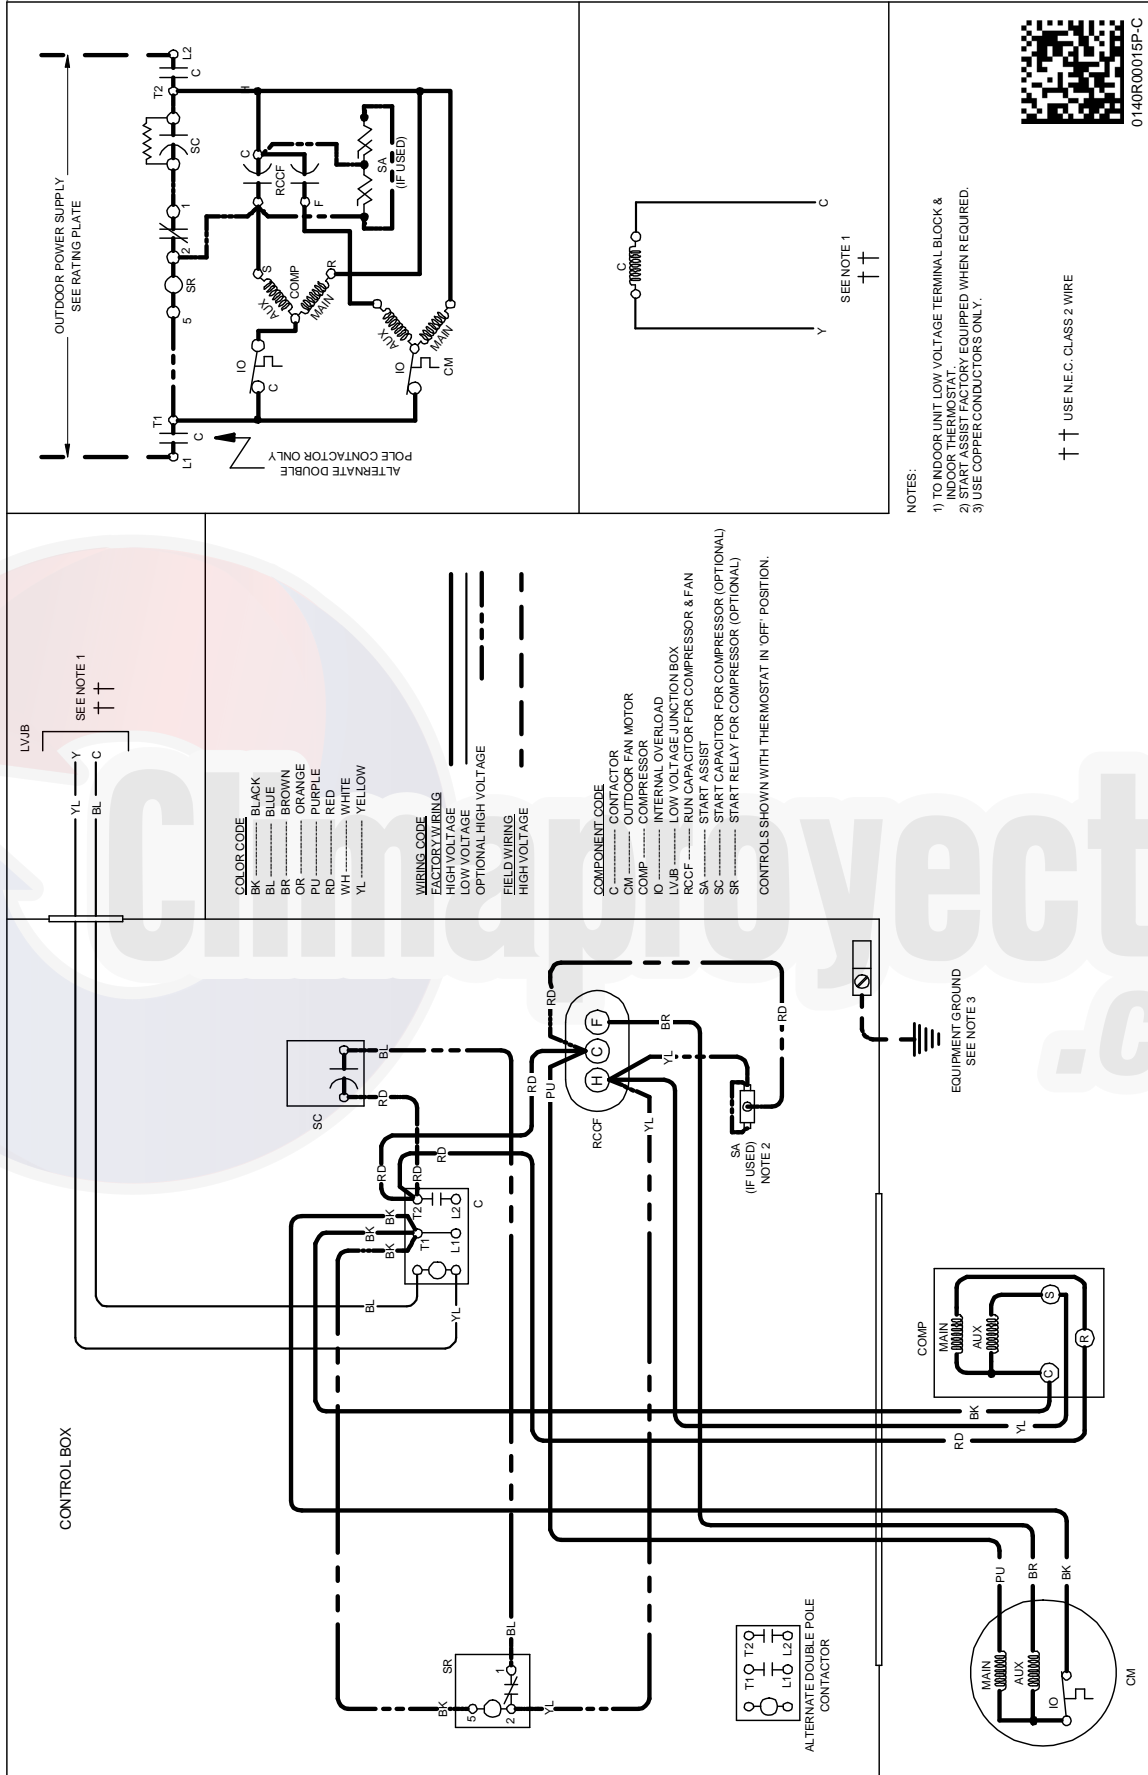 CONTROL BOX
LVJB
YL
Y
BL
C
SEE NOTE 1
SC
RD
BL
RD
RD
RD
RD
BK
BK
BK
T2
T1
L2
L1
C
BL
YL
SR
BK
5
2
1
BL
YL
ALTERNATE DOUBLE POLE
CONTACTOR
T1
T2
L1
L2
RCCF
H
C
F
RD
PU
RD
YL
YL
BR
RD
SA
(IF USED)
NOTE 2
EQUIPMENT GROUND
SEE NOTE 3
COMP
MAIN
AUX
C
S
R
BK
YL
RD
PU
BR
BK
MAIN
AUX
IO
CM
COLOR CODE
BK ---------- BLACK
BL ---------- BLUE
BR ---------- BROWN
OR ---------- ORANGE
PU ---------- PURPLE
RD ---------- RED
WH ---------- WHITE
YL ---------- YELLOW
WIRING CODE
FACTORY WIRING
HIGH VOLTAGE
LOW VOLTAGE
OPTIONAL HIGH VOLTAGE
FIELD WIRING
HIGH VOLTAGE
COMPONENT CODE
C ---------- CONTACTOR
CM ---------- OUTDOOR FAN MOTOR
COMP ------- COMPRESSOR
IO ---------- INTERNAL OVERLOAD
LVJB -------- LOW VOLTAGE JUNCTION BOX
RCCF ------- RUN CAPACITOR FOR COMPRESSOR & FAN
SA ---------- START ASSIST
SC ---------- START CAPACITOR FOR COMPRESSOR (OPTIONAL)
SR ---------- START RELAY FOR COMPRESSOR (OPTIONAL)
CONTROLS SHOWN WITH THERMOSTAT IN 'OFF' POSITION.
OUTDOOR POWER SUPPLY
SEE RATING PLATE
L1
C
T1
5
SR
2
1
SC
T2
C
L2
ALTERNATE DOUBLE
POLE CONTACTOR ONLY
IO
C
AUX
S
COMP
MAIN
R
C
H
RCCF
F
SA
(IF USED)
IO
AUX
MAIN
CM
C
Y
C
SEE NOTE 1
NOTES:
1) TO INDOOR UNIT LOW VOLTAGE TERMINAL BLOCK &
INDOOR THERMOSTAT.
2) START ASSIST FACTORY EQUIPPED WHEN REQUIRED.
3) USE COPPER CONDUCTORS ONLY.
†† USE N.E.C. CLASS 2 WIRE
0140R00015P-C
Climaproyect
.c